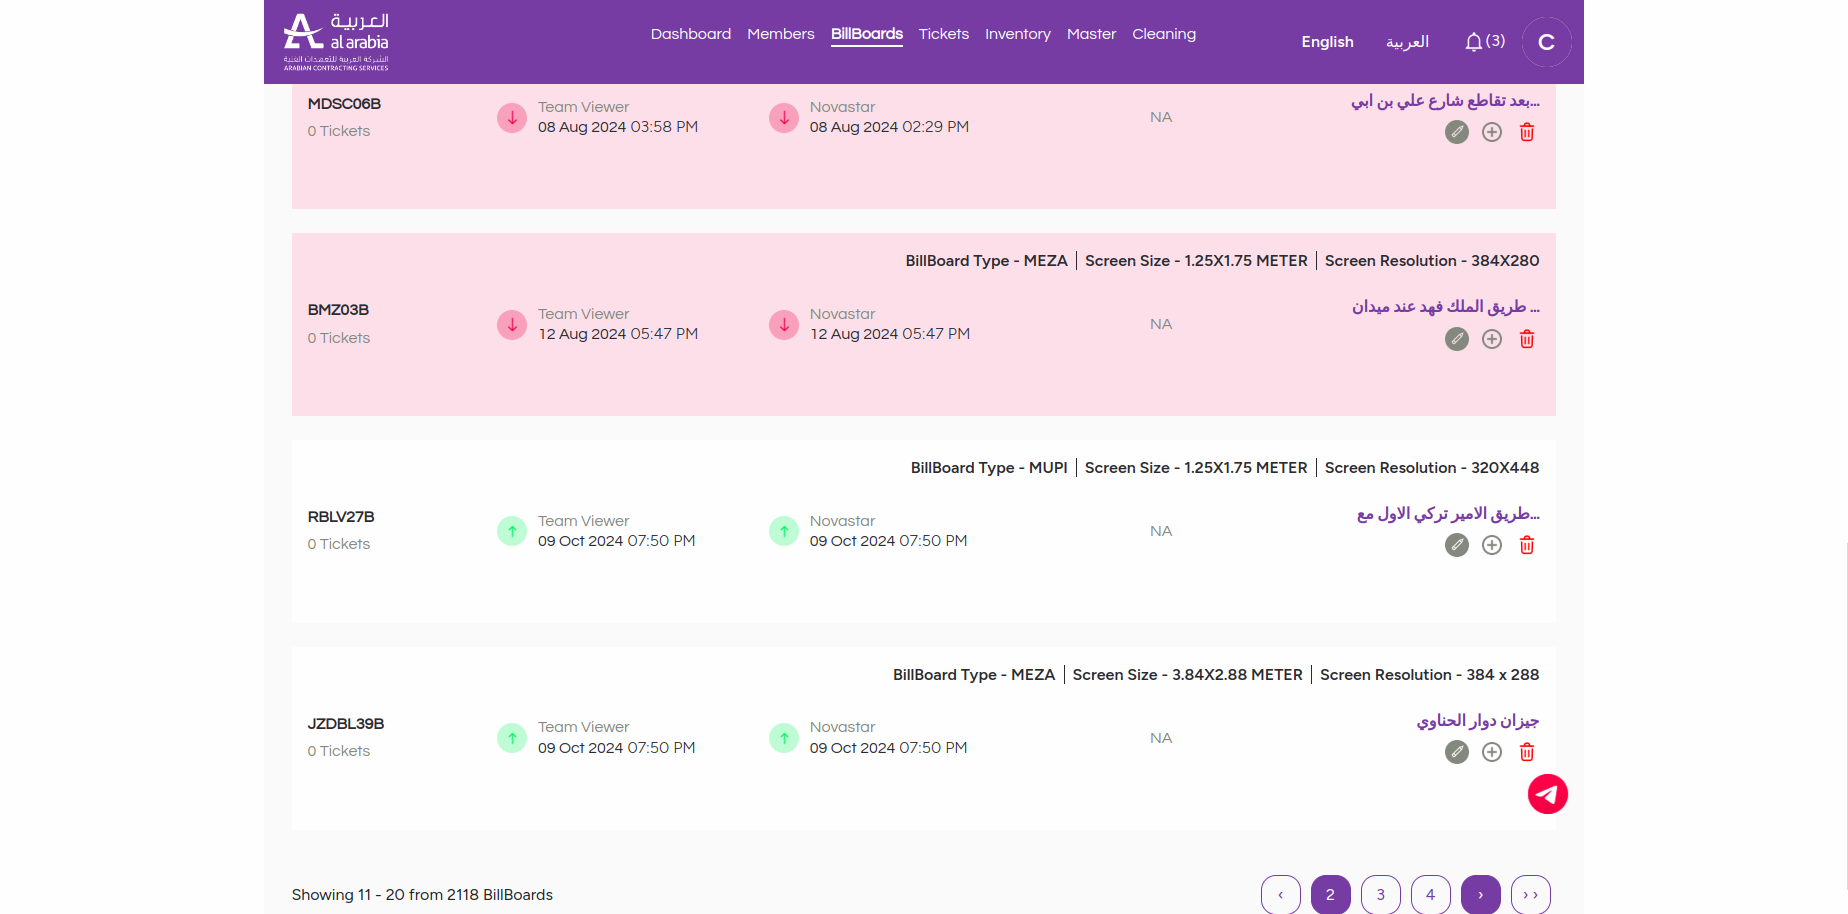 العربية
al arabia
الشركة العربية للتعهدات الفنية
ARABIAN CONTRACTING SERVICES
Dashboard Members BillBoards Tickets Inventory Master Cleaning
English العربية (3) C
MDSC06B
0 Tickets
Team Viewer
08 Aug 2024 03:58 PM
Novastar
08 Aug 2024 02:29 PM
NA
بعد تقاطع شارع علي بن ابي...
BillBoard Type - MEZA | Screen Size - 1.25X1.75 METER | Screen Resolution - 384X280
BMZ03B
0 Tickets
Team Viewer
12 Aug 2024 05:47 PM
Novastar
12 Aug 2024 05:47 PM
NA
طريق الملك فهد عند ميدان ...
BillBoard Type - MUPI | Screen Size - 1.25X1.75 METER | Screen Resolution - 320X448
RBLV27B
0 Tickets
Team Viewer
09 Oct 2024 07:50 PM
Novastar
09 Oct 2024 07:50 PM
NA
طريق الامير تركي الاول مع...
BillBoard Type - MEZA | Screen Size - 3.84X2.88 METER | Screen Resolution - 384 x 288
JZDBL39B
0 Tickets
Team Viewer
09 Oct 2024 07:50 PM
Novastar
09 Oct 2024 07:50 PM
NA
جيزان دوار الحناوي
Showing 11 - 20 from 2118 BillBoards
‹ 2 3 4 › ››